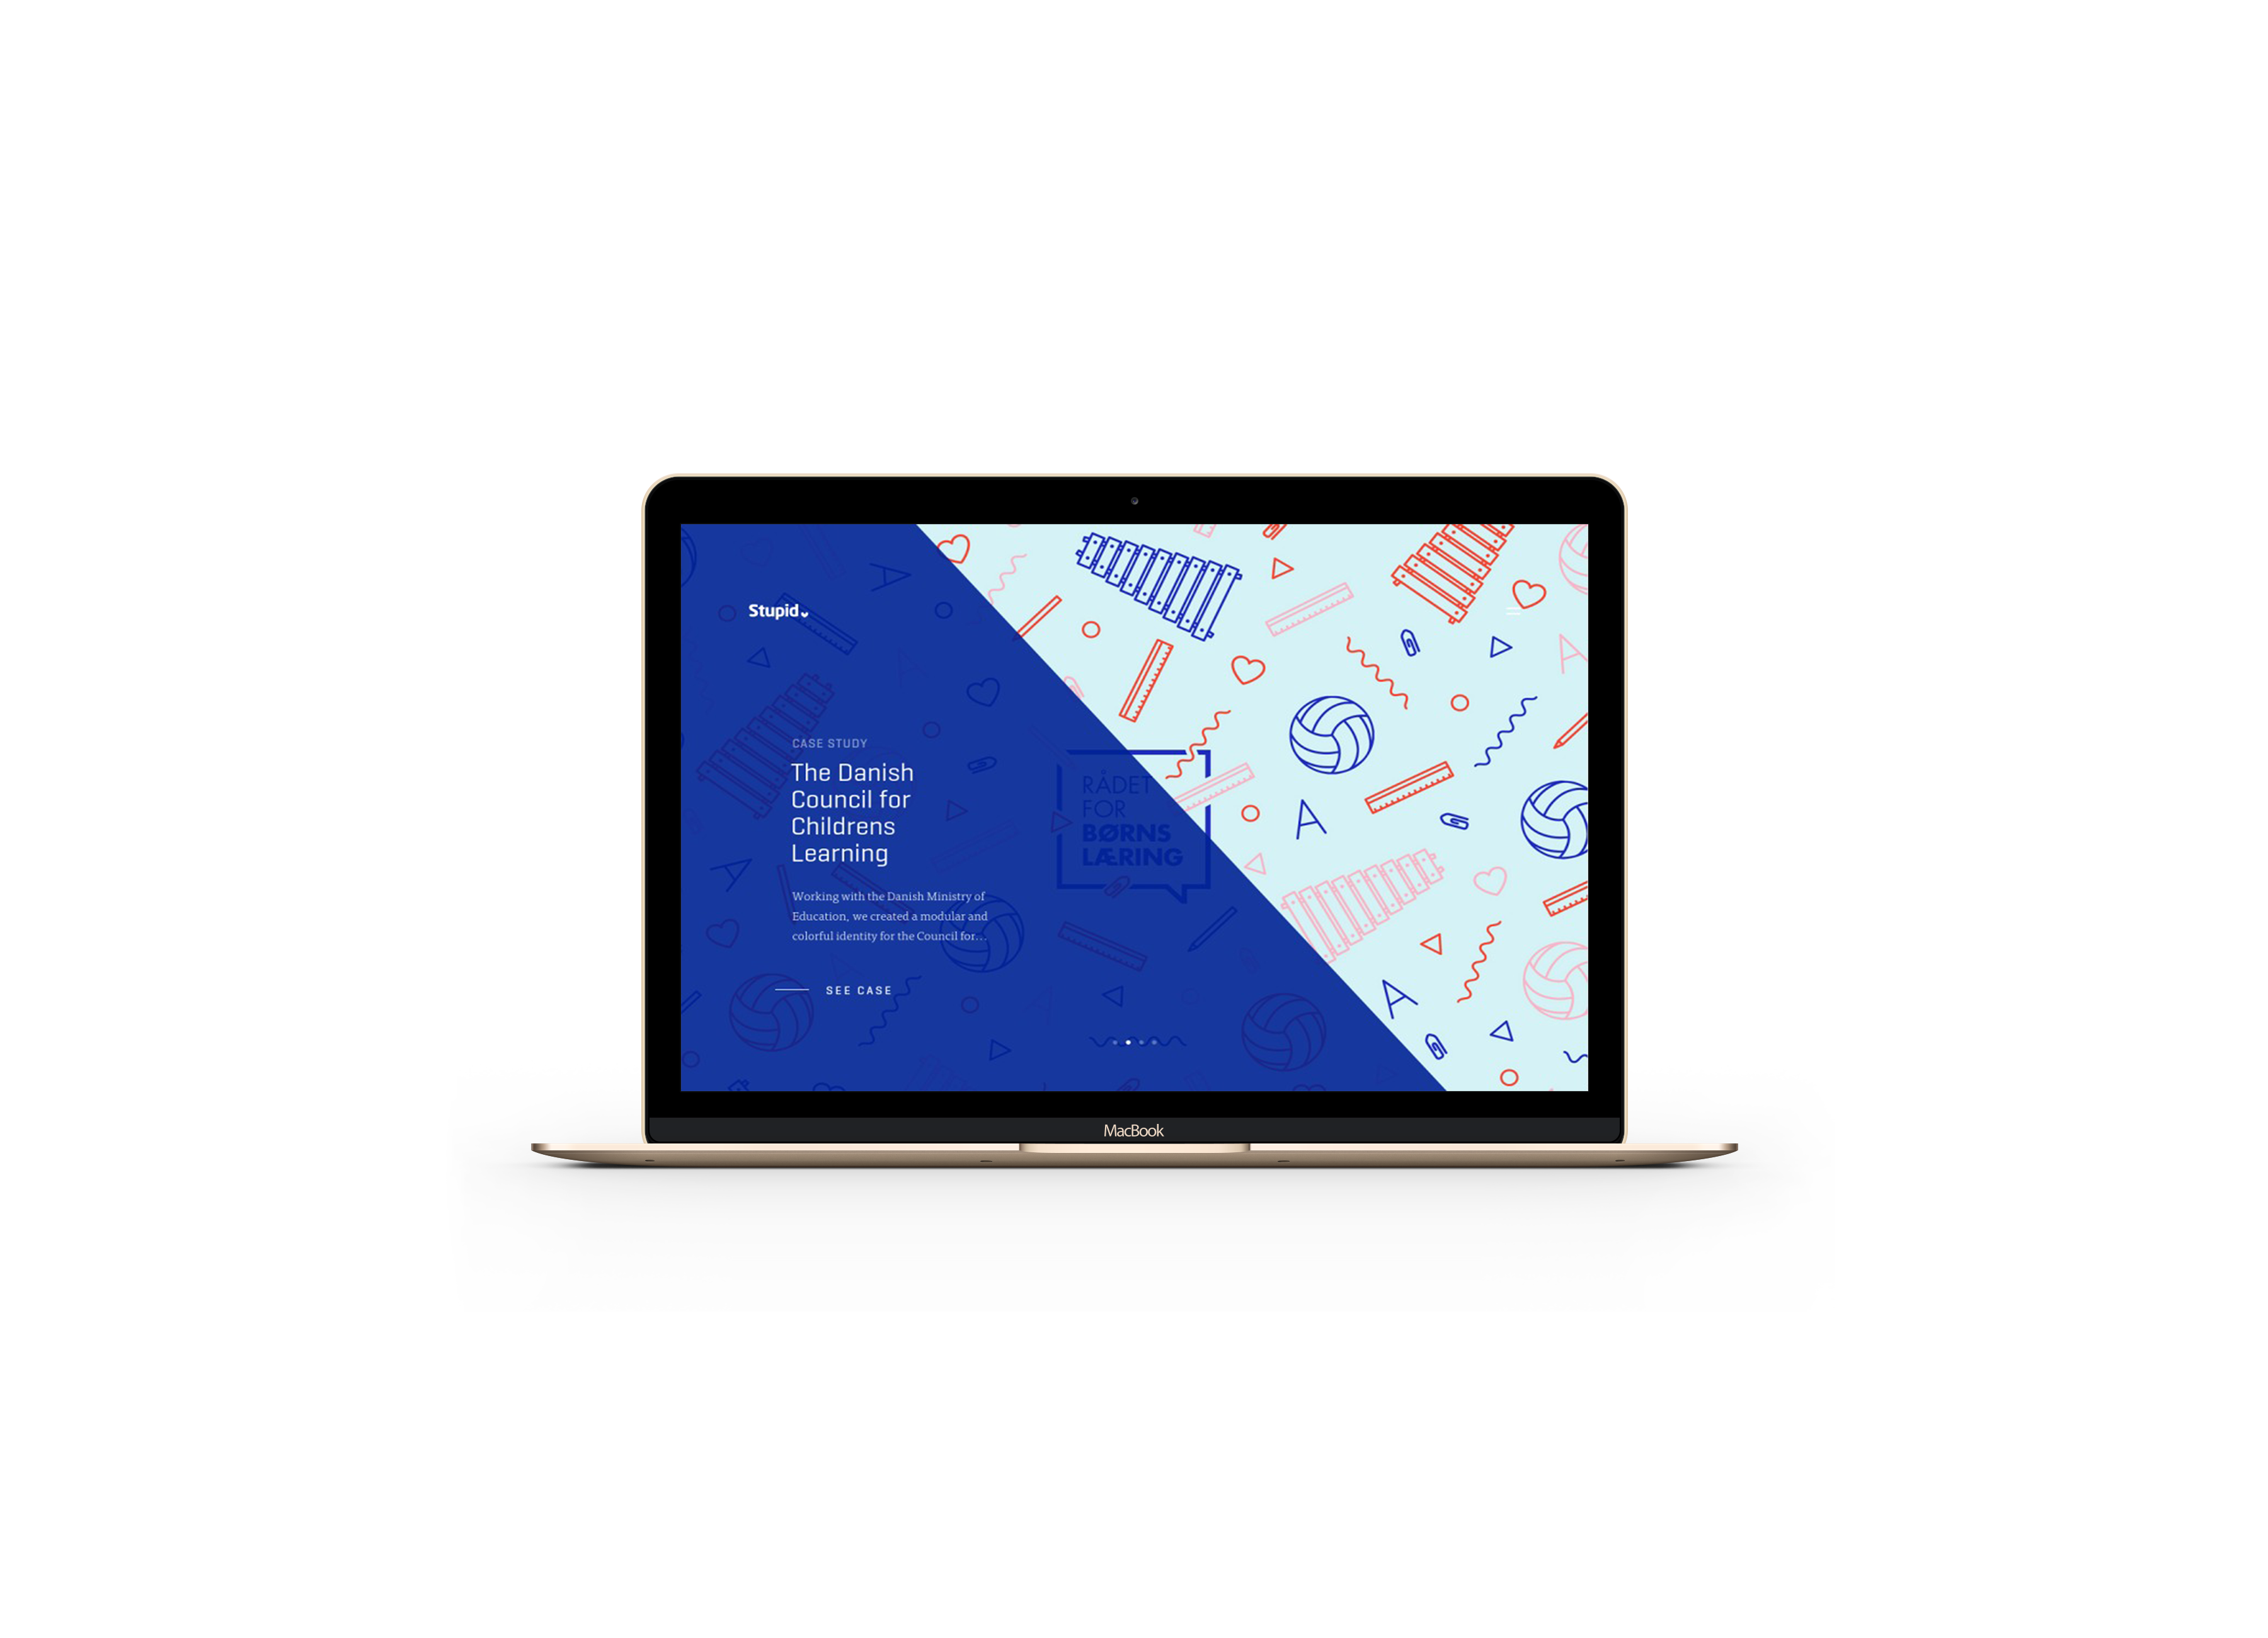 Stupid
CASE STUDY
The Danish
Council for
Childrens
Learning
Working with the Danish Ministry of
Education, we created a modular and
colorful identity for the Council for...
SEE CASE
RÅDET
FOR
BØRNS
LÆRING
A
A
A
A
A
MacBook